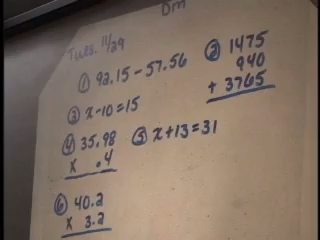 Dm
Tues. 11/29
① 92.15 - 57.56
② 1475
940
+ 3765
③ x - 10 = 15
④ 35.98
x .4
⑤ x + 13 = 31
⑥ 40.2
x 3.2